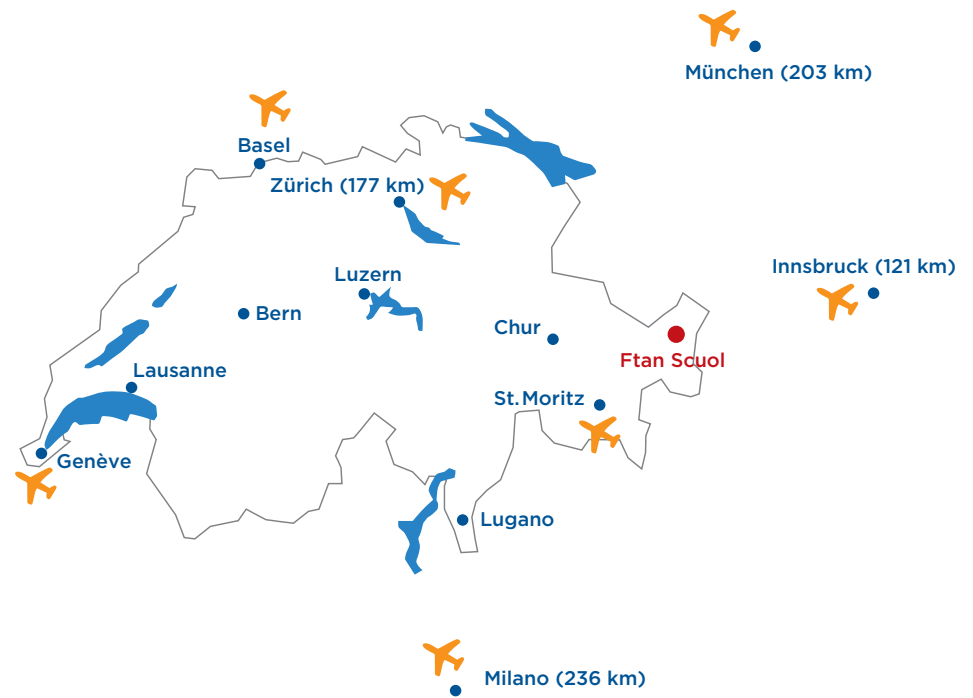 München (203 km)
Basel
Zürich (177 km)
Innsbruck (121 km)
Luzern
Bern
Chur
Ftan Scuol
Lausanne
St. Moritz
Genève
Lugano
Milano (236 km)